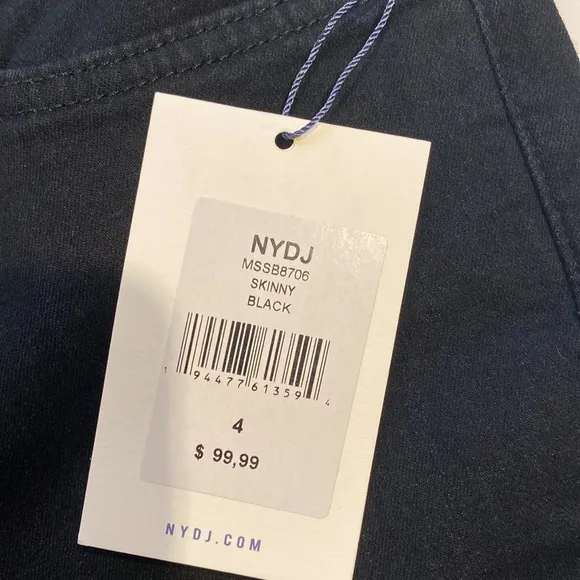 NYDJ
MSSB8706
SKINNY
BLACK
1 94477 61359 4
4
$ 99,99
NYDJ.COM